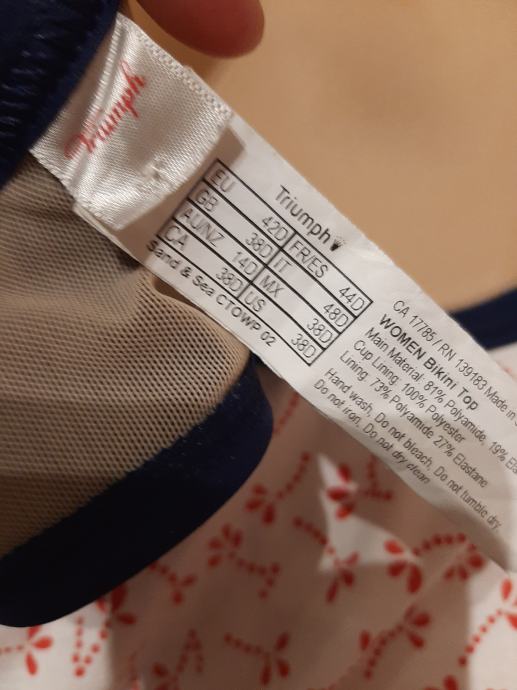 Triumph
Triumph
EU 42D FR/ES 44D
GB 38D IT 48D
AU/NZ 14D MX 38D
CA 38D US 38D
Sand & Sea CTOWP 02
CA 17785 / RN 139183 Made in
WOMEN Bikini Top
Main Material: 81% Polyamide, 19%
Cup Lining: 100% Polyester
Lining: 73% Polyamide 27% Elastane.
Hand wash, Do not bleach, Do not tumble dry,
Do not iron, Do not dry clean